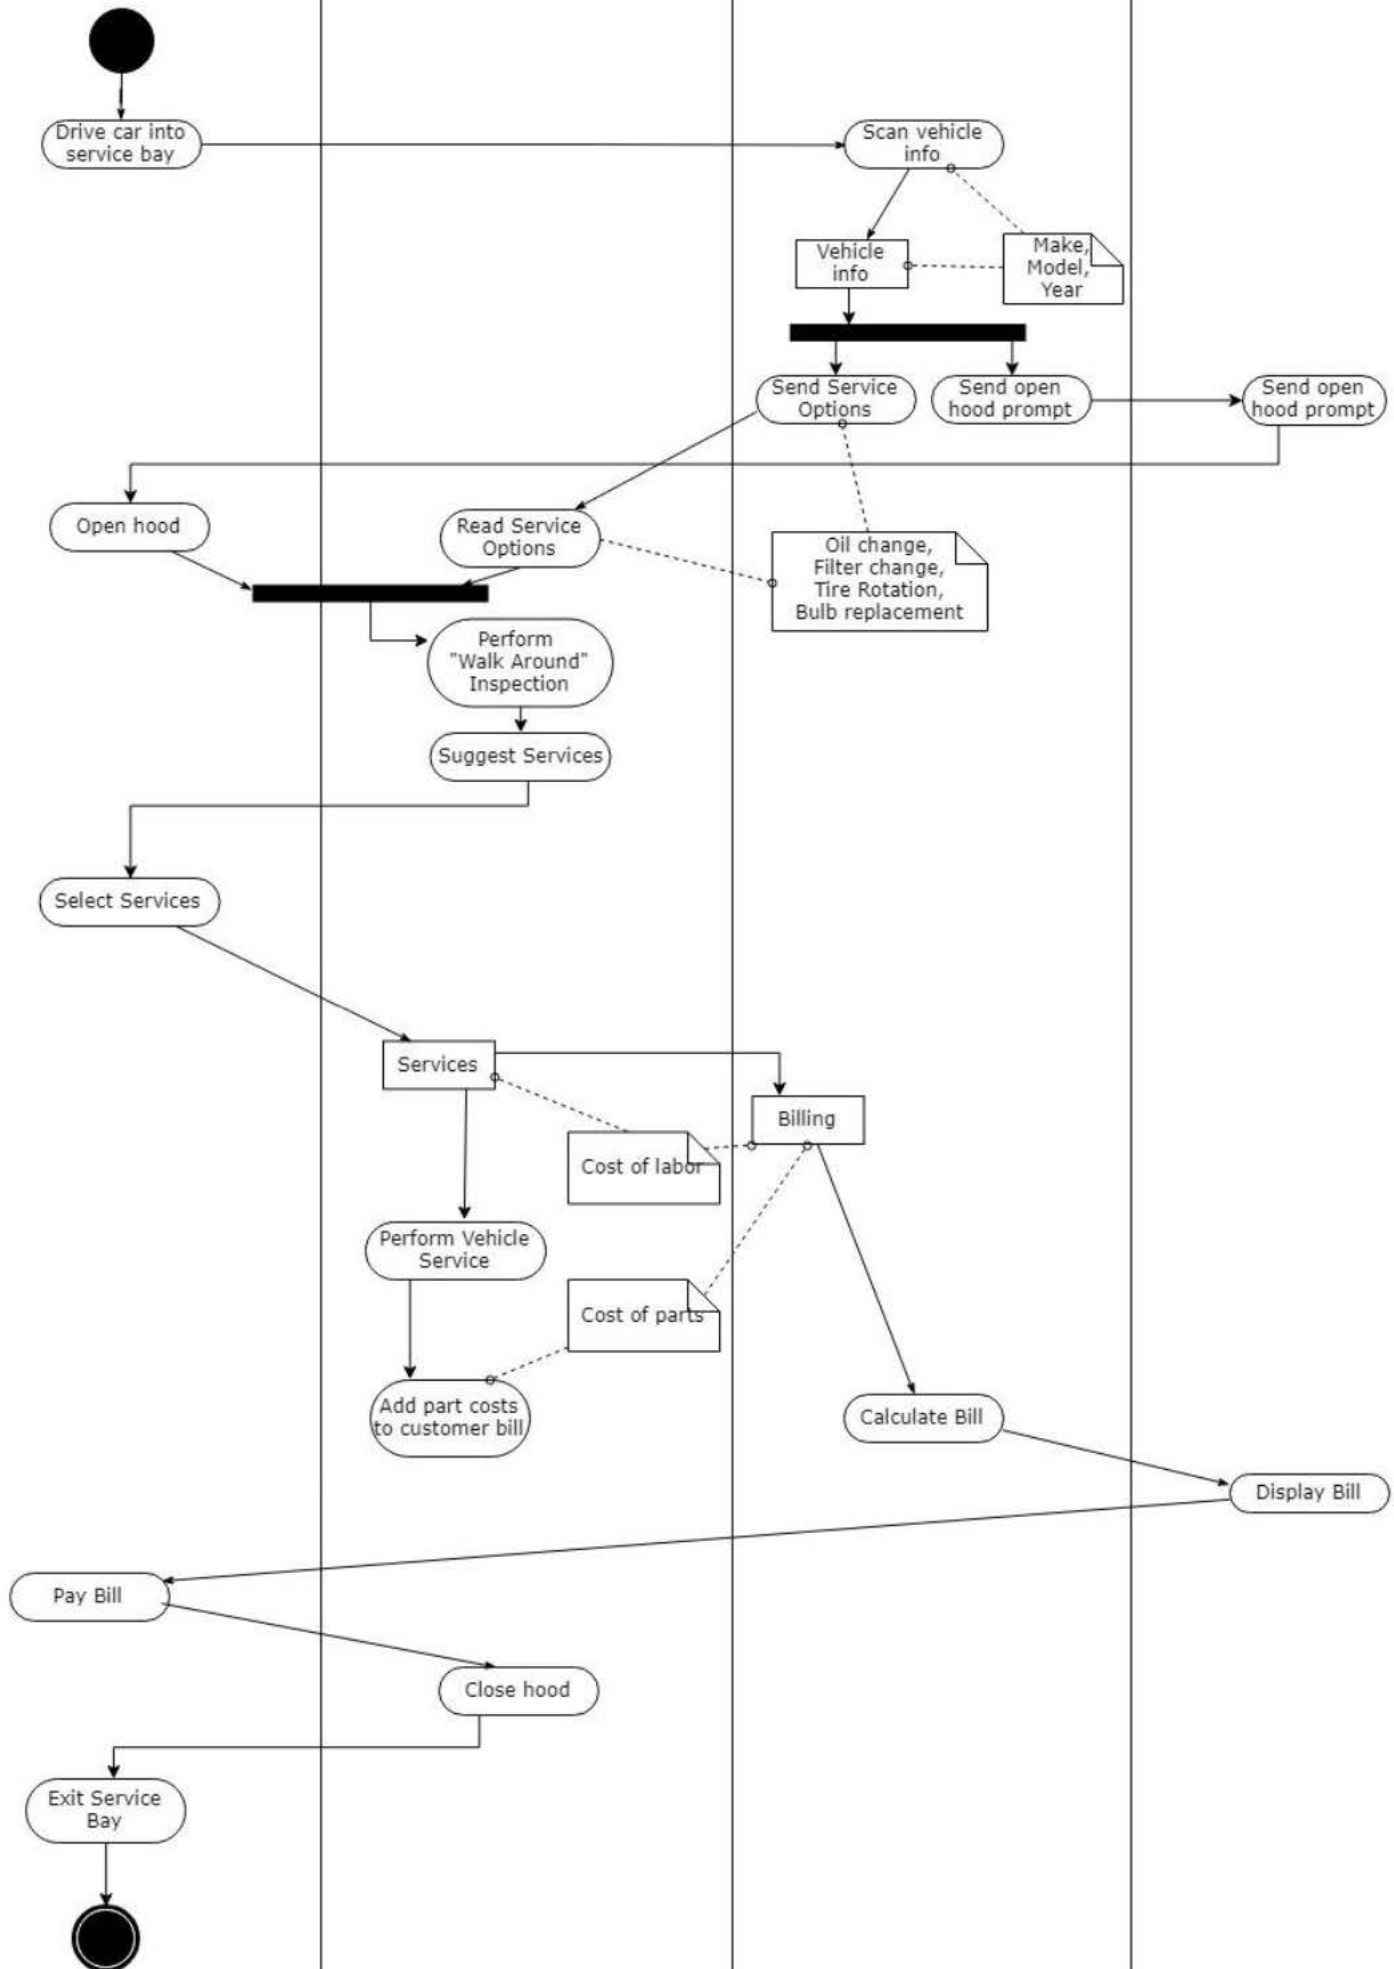 Drive car into
service bay
Scan vehicle
info
Vehicle
info
Make,
Model,
Year
Send Service
Options
Send open
hood prompt
Send open
hood prompt
Open hood
Read Service
Options
Oil change,
Filter change,
Tire Rotation,
Bulb replacement
Perform
"Walk Around"
Inspection
Suggest Services
Select Services
Services
Billing
Cost of labor
Perform Vehicle
Service
Cost of parts
Add part costs
to customer bill
Calculate Bill
Display Bill
Pay Bill
Close hood
Exit Service
Bay